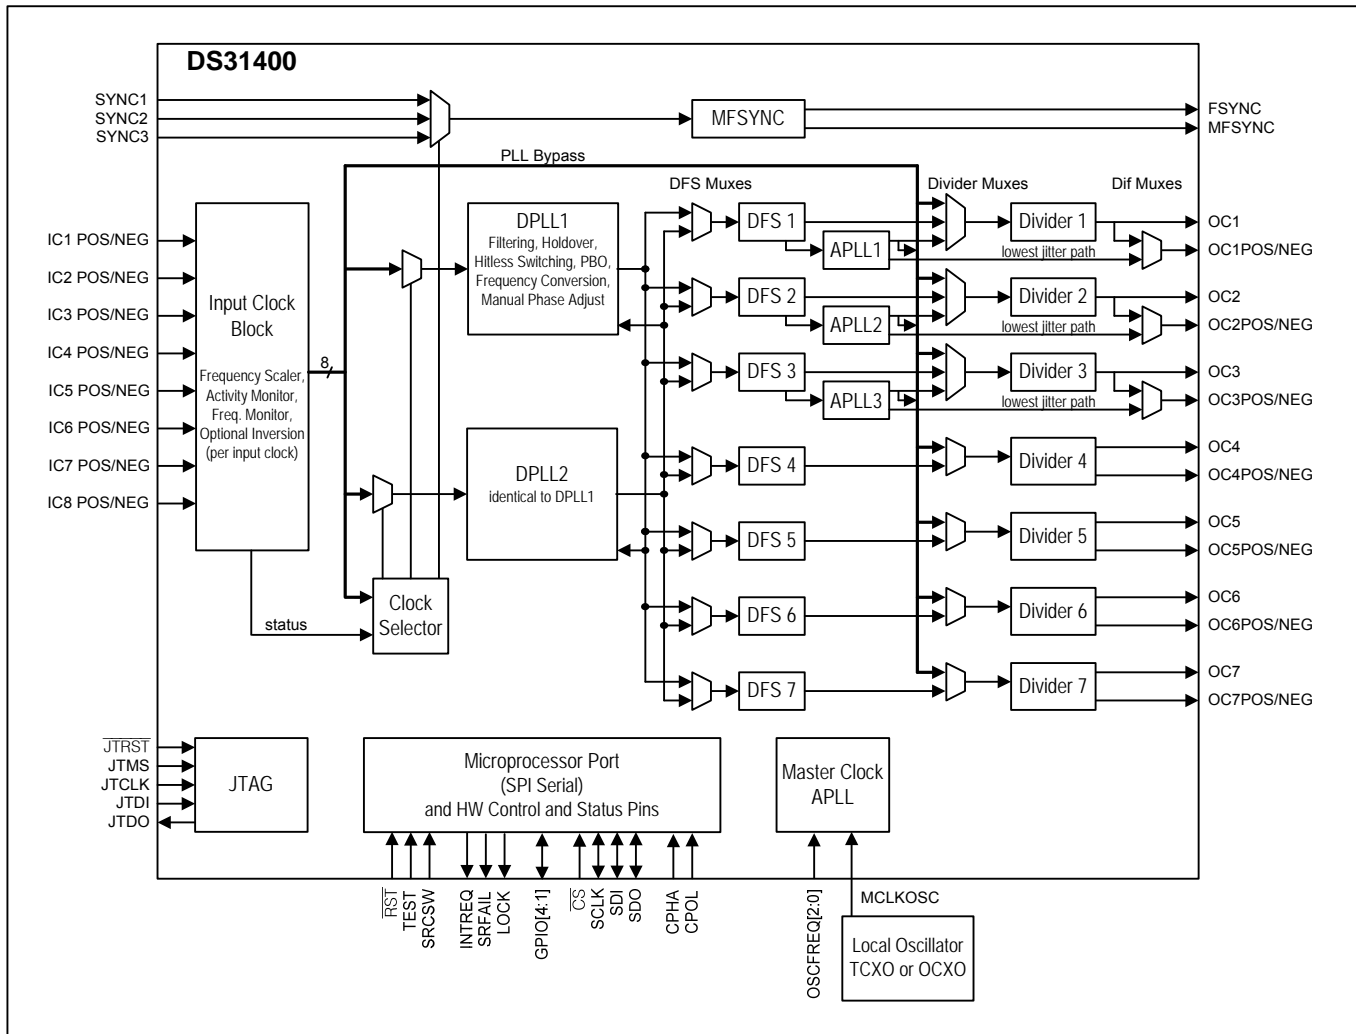 DS31400
SYNC1
SYNC2
SYNC3
MFSYNC
FSYNC
MFSYNC
PLL Bypass
DFS Muxes
Divider Muxes
Dif Muxes
IC1 POS/NEG
IC2 POS/NEG
IC3 POS/NEG
IC4 POS/NEG
IC5 POS/NEG
IC6 POS/NEG
IC7 POS/NEG
IC8 POS/NEG
Input Clock
Block
Frequency Scaler,
Activity Monitor,
Freq. Monitor,
Optional Inversion
(per input clock)
8
status
Clock
Selector
DPLL1
Filtering, Holdover,
Hitless Switching, PBO,
Frequency Conversion,
Manual Phase Adjust
DPLL2
identical to DPLL1
DFS 1
APLL1
Divider 1
lowest jitter path
OC1
OC1POS/NEG
DFS 2
APLL2
Divider 2
lowest jitter path
OC2
OC2POS/NEG
DFS 3
APLL3
Divider 3
lowest jitter path
OC3
OC3POS/NEG
DFS 4
Divider 4
OC4
OC4POS/NEG
DFS 5
Divider 5
OC5
OC5POS/NEG
DFS 6
Divider 6
OC6
OC6POS/NEG
DFS 7
Divider 7
OC7
OC7POS/NEG
JTRST
JTMS
JTCLK
JTDI
JTDO
JTAG
Microprocessor Port
(SPI Serial)
and HW Control and Status Pins
RST
TEST
SRCSW
INTREQ
SRFAIL
LOCK
GPIO[4:1]
CS
SCLK
SDI
SDO
CPHA
CPOL
Master Clock
APLL
OSCFREQ[2:0]
MCLKOSC
Local Oscillator
TCXO or OCXO